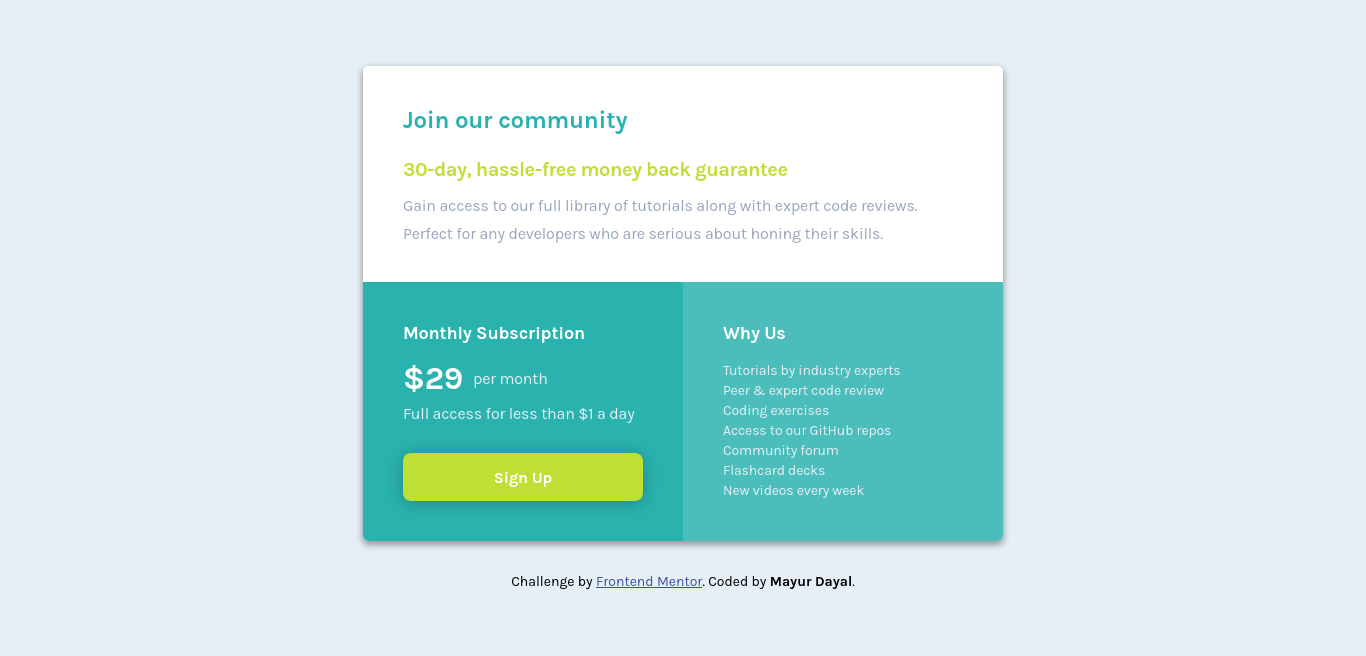 Join our community
30-day, hassle-free money back guarantee
Gain access to our full library of tutorials along with expert code reviews.
Perfect for any developers who are serious about honing their skills.
Monthly Subscription
$29 per month
Full access for less than $1 a day
Sign Up
Why Us
Tutorials by industry experts
Peer & expert code review
Coding exercises
Access to our GitHub repos
Community forum
Flashcard decks
New videos every week
Challenge by Frontend Mentor. Coded by Mayur Dayal.